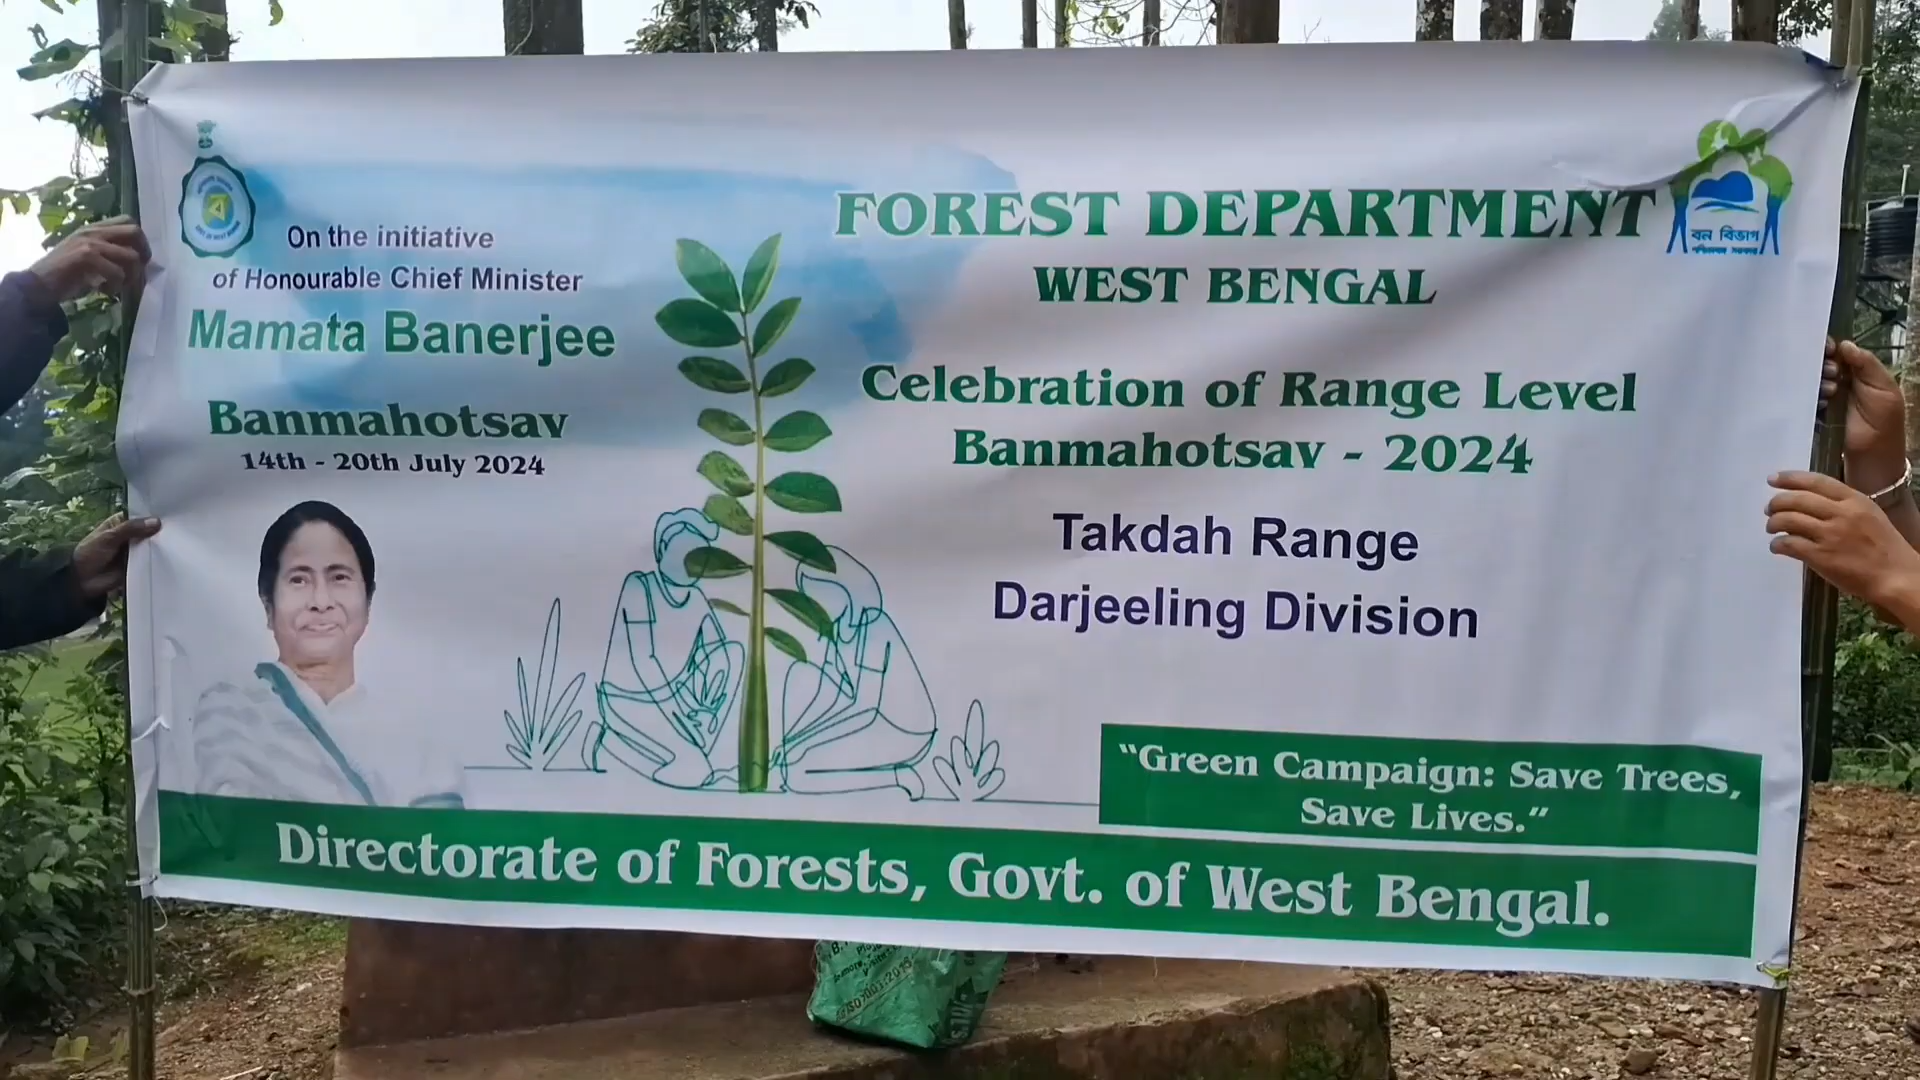 On the initiative
of Honourable Chief Minister
Mamata Banerjee
Banmahotsav
14th - 20th July 2024
FOREST DEPARTMENT
WEST BENGAL
বন বিভাগ
Celebration of Range Level
Banmahotsav - 2024
Takdah Range
Darjeeling Division
"Green Campaign: Save Trees,
Save Lives."
Directorate of Forests, Govt. of West Bengal.